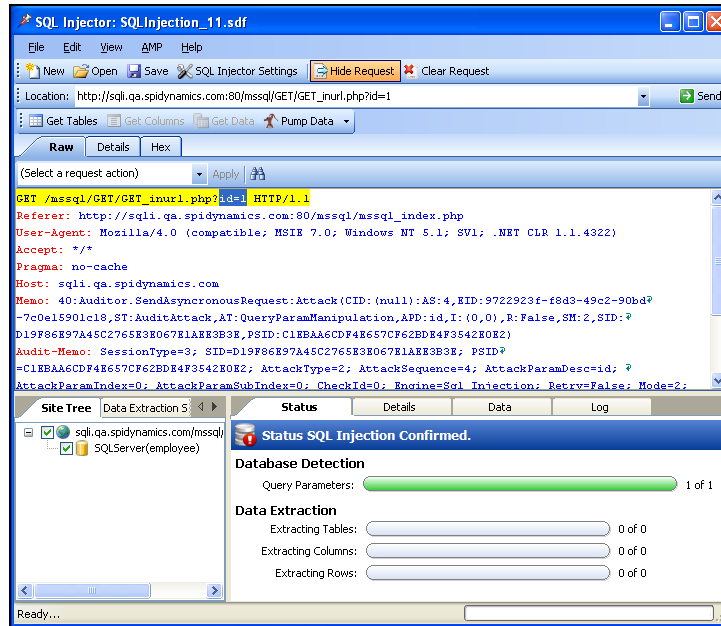 SQL Injector: SQLInjection_11.sdf
File Edit View AMP Help
New Open Save SQL Injector Settings Hide Request Clear Request
Location: http://sqli.qa.spidynamics.com:80/mssql/GET/GET_inurl.php?id=1 Send
Get Tables Get Columns Get Data Pump Data
Raw Details Hex
(Select a request action) Apply
GET /mssql/GET/GET_inurl.php?id=1 HTTP/1.1
Referer: http://sqli.qa.spidynamics.com:80/mssql/mssql_index.php
User-Agent: Mozilla/4.0 (compatible; MSIE 7.0; Windows NT 5.1; SV1; .NET CLR 1.1.4322)
Accept: */*
Pragma: no-cache
Host: sqli.qa.spidynamics.com
Memo: 40:Auditor.SendAsyncronousRequest:Attack(CID:(null):AS:4,EID:9722923f-f8d3-49c2-90bd
-7c0e15901c18,ST:AuditAttack,AT:QueryParamManipulation,APD:id,I:(0,0),R:False,SM:2,SID:
D19F86E97A45C2765E3E067E1AEE3B3E,PSID:C1EBAA6CDF4E657CF62BDE4F3542E0E2)
Audit-Memo: SessionType=3; SID=D19F86E97A45C2765E3E067E1AEE3B3E; PSID
=C1EBAA6CDF4E657CF62BDE4F3542E0E2; AttackType=2; AttackSequence=4; AttackParamDesc=id;
AttackParamIndex=0; AttackParamSubIndex=0; CheckId=0; Engine=Sql Injection; Retry=False; Mode=2;
Site Tree Data Extraction S
sqli.qa.spidynamics.com/mssql/
SQLServer(employee)
Status Details Data Log
Status SQL Injection Confirmed.
Database Detection
Query Parameters: 1 of 1
Data Extraction
Extracting Tables: 0 of 0
Extracting Columns: 0 of 0
Extracting Rows: 0 of 0
Ready...